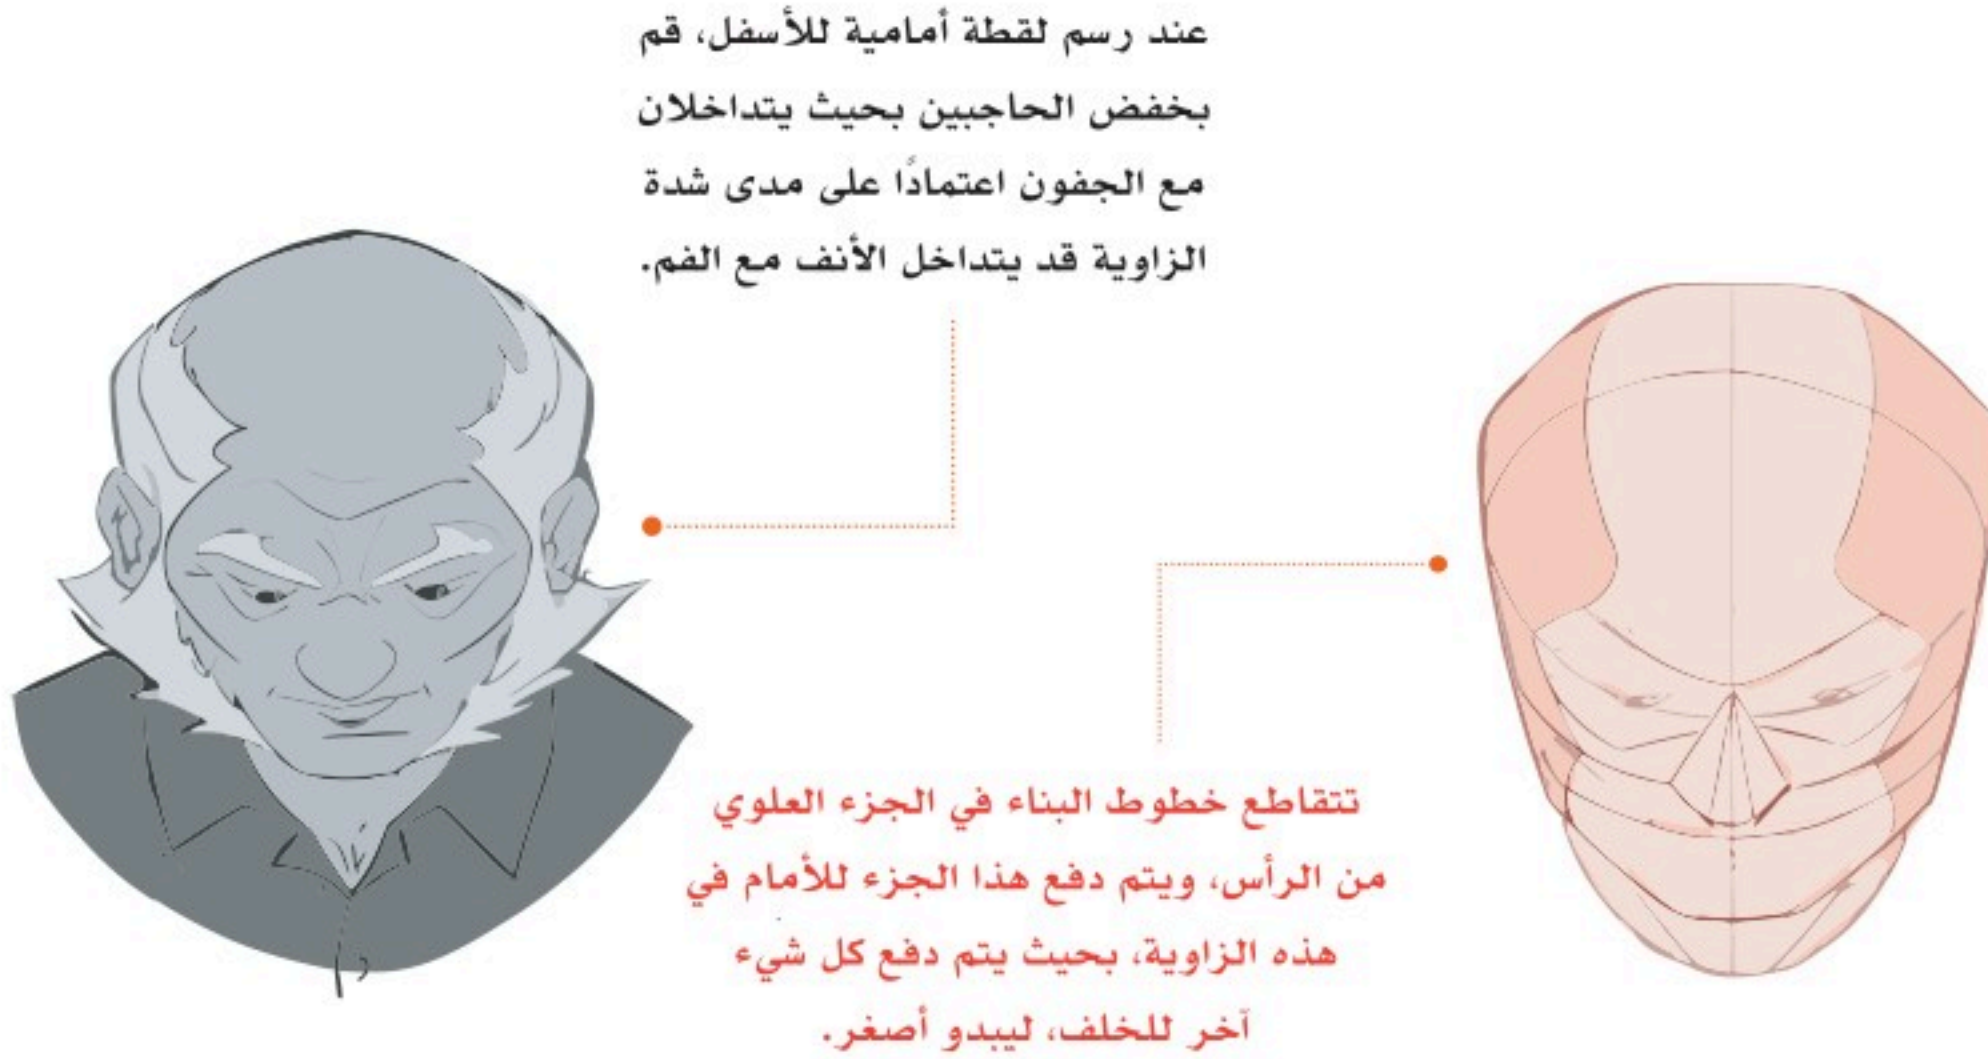 عند رسم لقطة أمامية للأسفل، قم
بخفض الحاجبين بحيث يتداخلان
مع الجفون اعتمادًا على مدى شدة
الزاوية قد يتداخل الأنف مع الفم.
تتقاطع خطوط البناء في الجزء العلوي
من الرأس، ويتم دفع هذا الجزء للأمام في
هذه الزاوية، بحيث يتم دفع كل شيء
آخر للخلف، ليبدو أصغر.